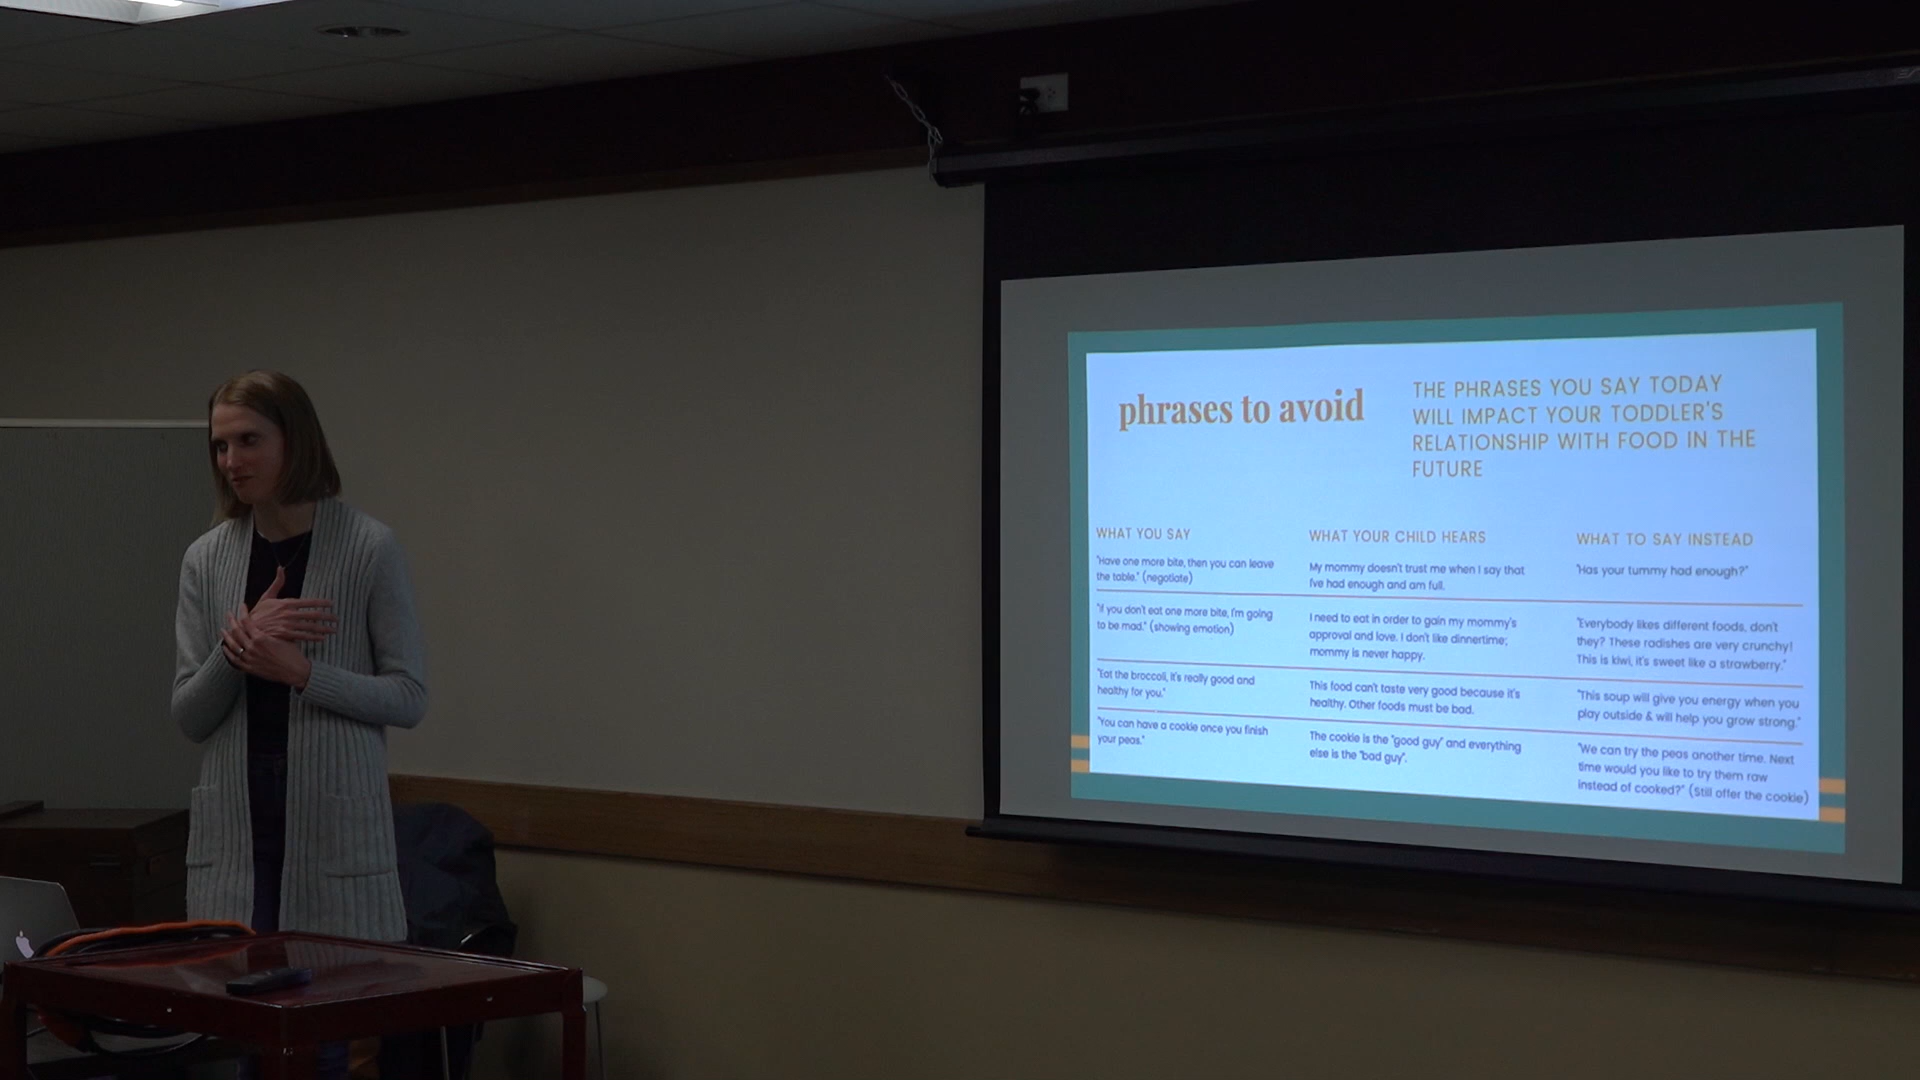 phrases to avoid
THE PHRASES YOU SAY TODAY
WILL IMPACT YOUR TODDLER'S
RELATIONSHIP WITH FOOD IN THE
FUTURE
WHAT YOU SAY
WHAT YOUR CHILD HEARS
WHAT TO SAY INSTEAD
"Have one more bite, then you can leave
the table." (negotiate)
My mommy doesn't trust me when I say that
I've had enough and am full.
"Has your tummy had enough?"
"If you don't eat one more bite, I'm going
to be mad." (showing emotion)
I need to eat in order to gain my mommy's
approval and love. I don't like dinnertime;
mommy is never happy.
"Everybody likes different foods, don't
they? These radishes are very crunchy!
This is kiwi, it's sweet like a strawberry."
"Eat the broccoli, it's really good and
healthy for you."
This food can't taste very good because it's
healthy. Other foods must be bad.
"This soup will give you energy when you
play outside & will help you grow strong."
"You can have a cookie once you finish
your peas."
The cookie is the "good guy" and everything
else is the "bad guy".
"We can try the peas another time. Next
time would you like to try them raw
instead of cooked?" (Still offer the cookie)